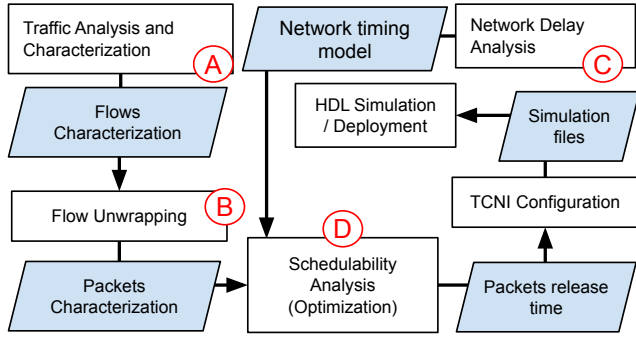 Traffic Analysis and
Characterization
A
Network timing
model
Network Delay
Analysis
C
Flows
Characterization
HDL Simulation
/ Deployment
Simulation
files
Flow Unwrapping
B
TCNI Configuration
D
Schedulability
Analysis
(Optimization)
Packets
Characterization
Packets release
time